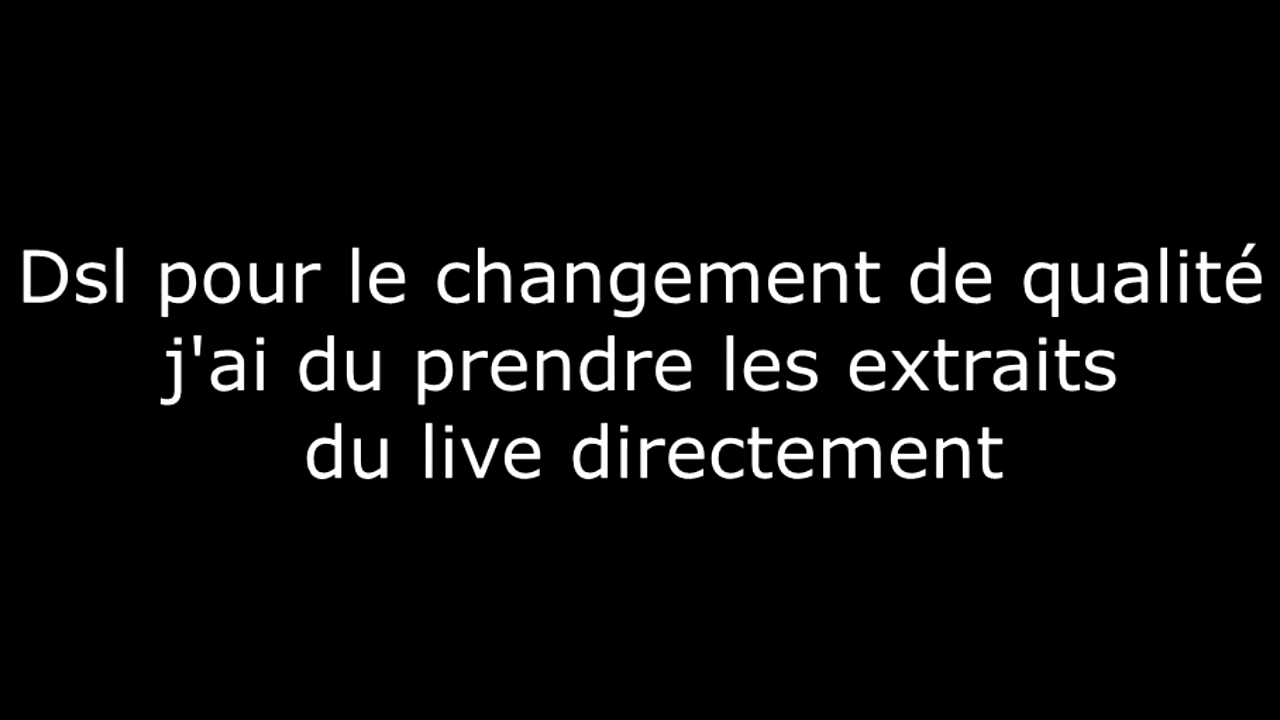 Dsl pour le changement de qualité
j'ai du prendre les extraits
du live directement